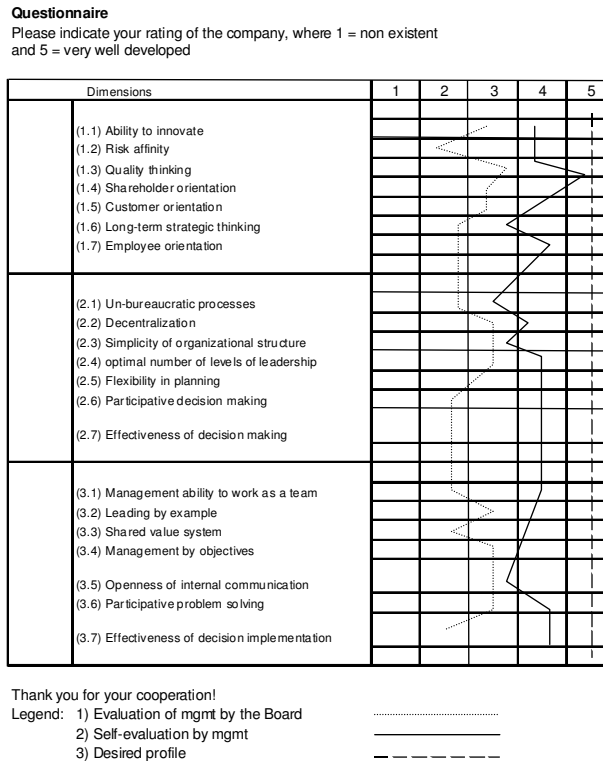 Questionnaire
Please indicate your rating of the company, where 1 = non existent
and 5 = very well developed
Dimensions 1 2 3 4 5
(1.1) Ability to innovate
(1.2) Risk affinity
(1.3) Quality thinking
(1.4) Shareholder orientation
(1.5) Customer orientation
(1.6) Long-term strategic thinking
(1.7) Employee orientation
(2.1) Un-bureaucratic processes
(2.2) Decentralization
(2.3) Simplicity of organizational structure
(2.4) optimal number of levels of leadership
(2.5) Flexibility in planning
(2.6) Participative decision making
(2.7) Effectiveness of decision making
(3.1) Management ability to work as a team
(3.2) Leading by example
(3.3) Shared value system
(3.4) Management by objectives
(3.5) Openness of internal communication
(3.6) Participative problem solving
(3.7) Effectiveness of decision implementation
Thank you for your cooperation!
Legend: 1) Evaluation of mgmt by the Board
2) Self-evaluation by mgmt
3) Desired profile